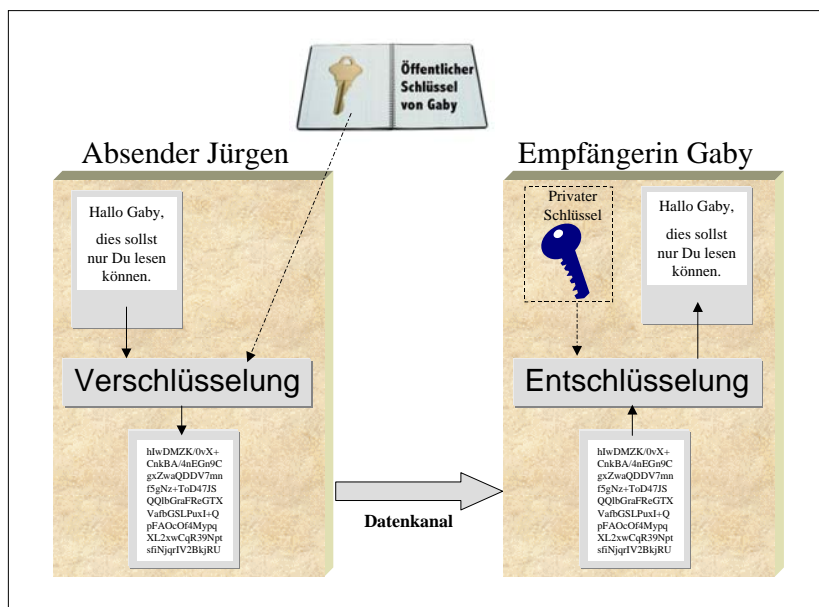 Öffentlicher
Schlüssel
von Gaby
Absender Jürgen
Hallo Gaby,
dies sollst
nur Du lesen
können.
Verschlüsselung
hIwDMZK/0vX+
CnkBA/4nEGn9C
gxZwaQDDV7mn
f5gNz+ToD47JS
QQlbGraFReGTX
VafbGSLPuxI+Q
pFAOcOf4Mypq
XL2xwCqR39Npt
sfiNjqrIV2BkjRU
Datenkanal
Empfängerin Gaby
Privater
Schlüssel
Hallo Gaby,
dies sollst
nur Du lesen
können.
Entschlüsselung
hIwDMZK/0vX+
CnkBA/4nEGn9C
gxZwaQDDV7mn
f5gNz+ToD47JS
QQlbGraFReGTX
VafbGSLPuxI+Q
pFAOcOf4Mypq
XL2xwCqR39Npt
sfiNjqrIV2BkjRU